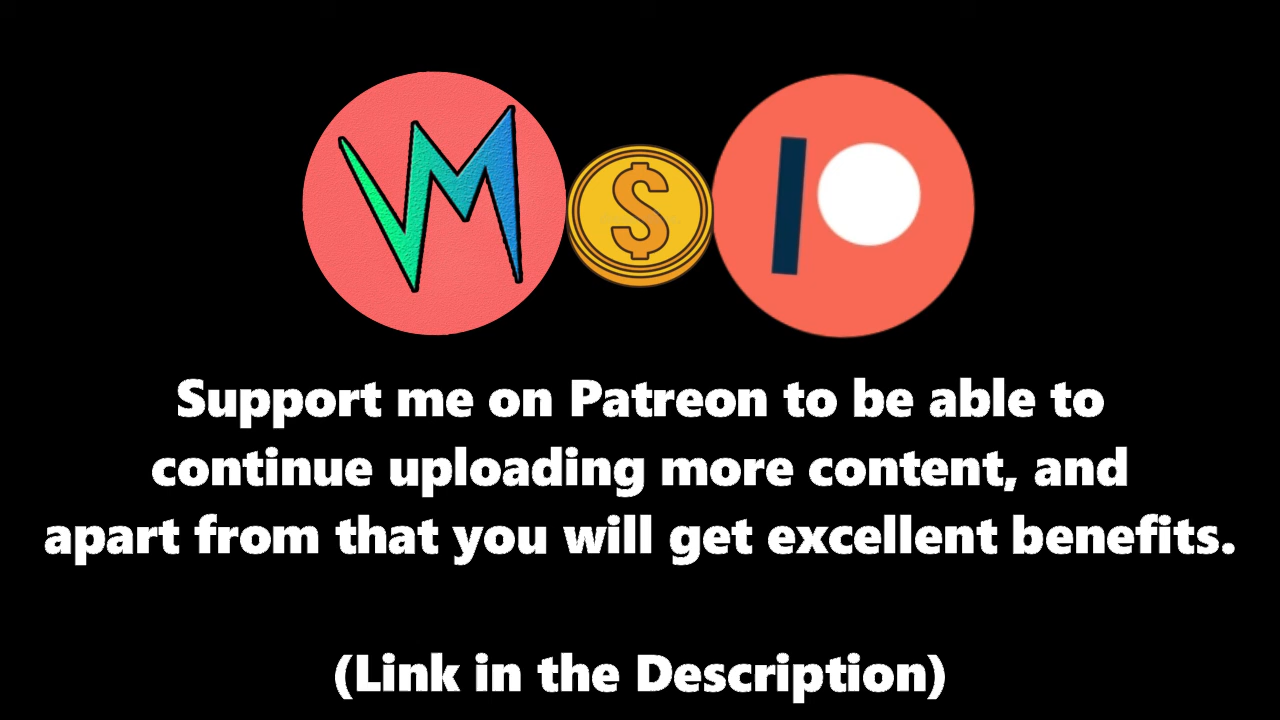 VM
$
Support me on Patreon to be able to
continue uploading more content, and
apart from that you will get excellent benefits.
(Link in the Description)